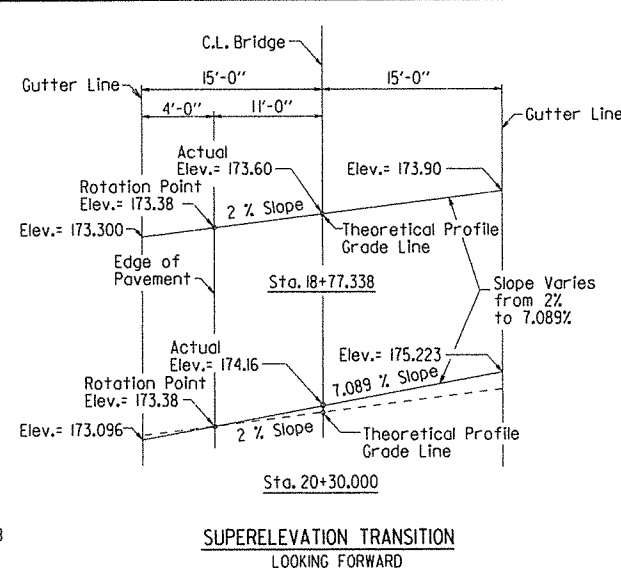 C.L. Bridge
15'-0" 15'-0"
Gutter Line
4'-0" 11'-0"
Gutter Line
Actual
Elev.= 173.60
Elev.= 173.90
Rotation Point
Elev.= 173.38
2 % Slope
Elev.= 173.300
Theoretical Profile
Grade Line
Edge of
Pavement
Sta. 18+77.338
Slope Varies
from 2%
to 7.089%
Actual
Elev.= 174.16
Elev.= 175.223
7.089 % Slope
Rotation Point
Elev.= 173.38
Elev.= 173.096
2 % Slope
Theoretical Profile
Grade Line
Sta. 20+30.000
SUPERELEVATION TRANSITION
LOOKING FORWARD